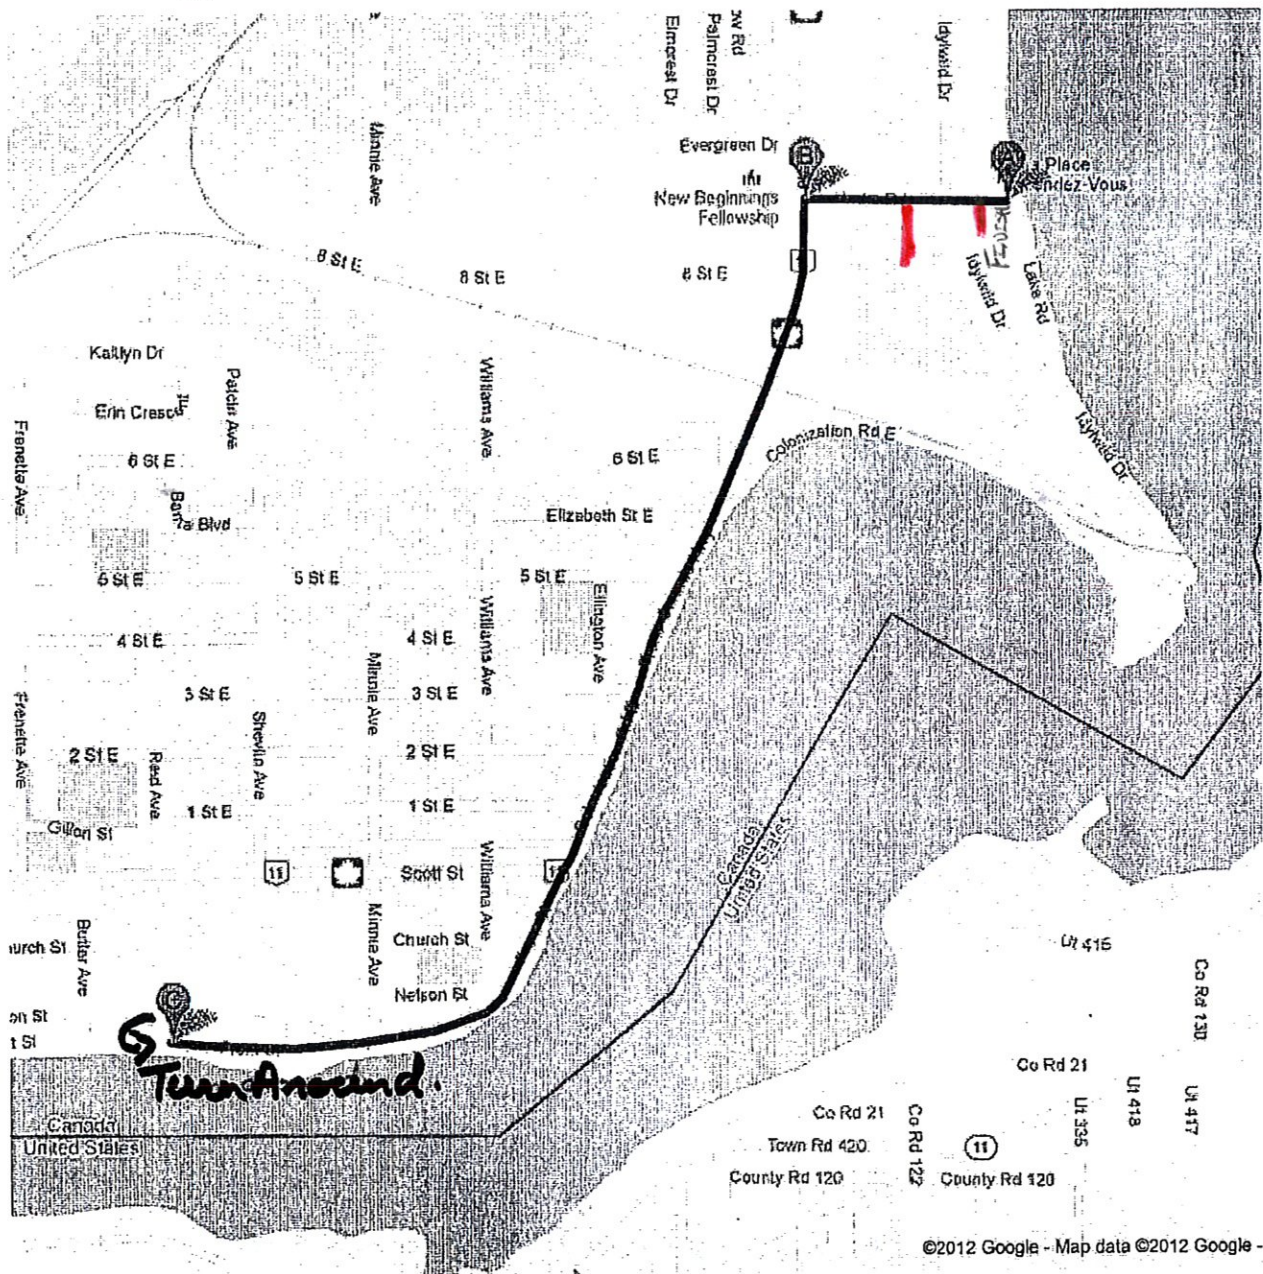 Elmcrest Dr
Palmcrest Dr
Idylwild Dr
Minnie Ave
Evergreen Dr
B
A
Place
New Beginnings
Fellowship
8 St E
8 St E
8 St E
Idylwild Dr
Lake Rd
Kaitlyn Dr
Patchi Ave
Williams Ave
Frenette Ave
6 St E
6 St E
Colonization Rd E
Idylwild Dr
Elizabeth St E
5 St E
5 St E
5 St E
Ellington Ave
4 St E
4 St E
Minnie Ave
Williams Ave
3 St E
3 St E
Frenette Ave
Shevlin Ave
2 St E
2 St E
Reid Ave
1 St E
1 St E
Gillon St
11
Scott St
11
Williams Ave
Canada
United States
Butler Ave
Minnie Ave
Church St
Nelson St
C
Turn Around.
Canada
United States
Ut 415
Co Rd 130
Co Rd 21
Co Rd 21
Co Rd 122
Ut 335
Ut 418
Ut 417
Town Rd 420
11
County Rd 120
County Rd 120
©2012 Google - Map data ©2012 Google -